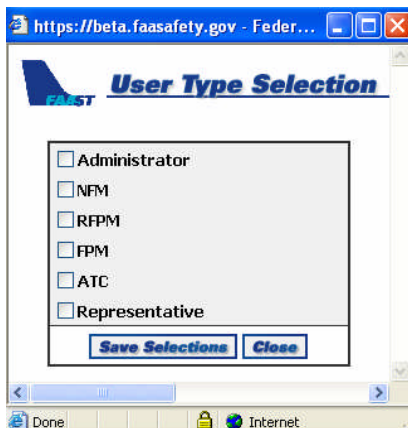 https://beta.faasafety.gov - Feder...
FAAST
User Type Selection
Administrator
NFM
RFPM
FPM
ATC
Representative
Save Selections Close
Done Internet